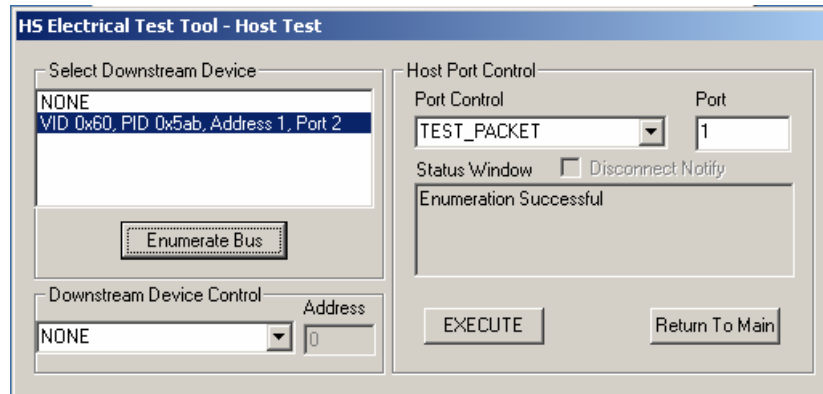 HS Electrical Test Tool - Host Test
Select Downstream Device
NONE
VID 0x60, PID 0x5ab, Address 1, Port 2
Enumerate Bus
Downstream Device Control
Address
NONE
0
Host Port Control
Port Control
Port
TEST_PACKET
1
Status Window
Disconnect Notify
Enumeration Successful
EXECUTE
Return To Main